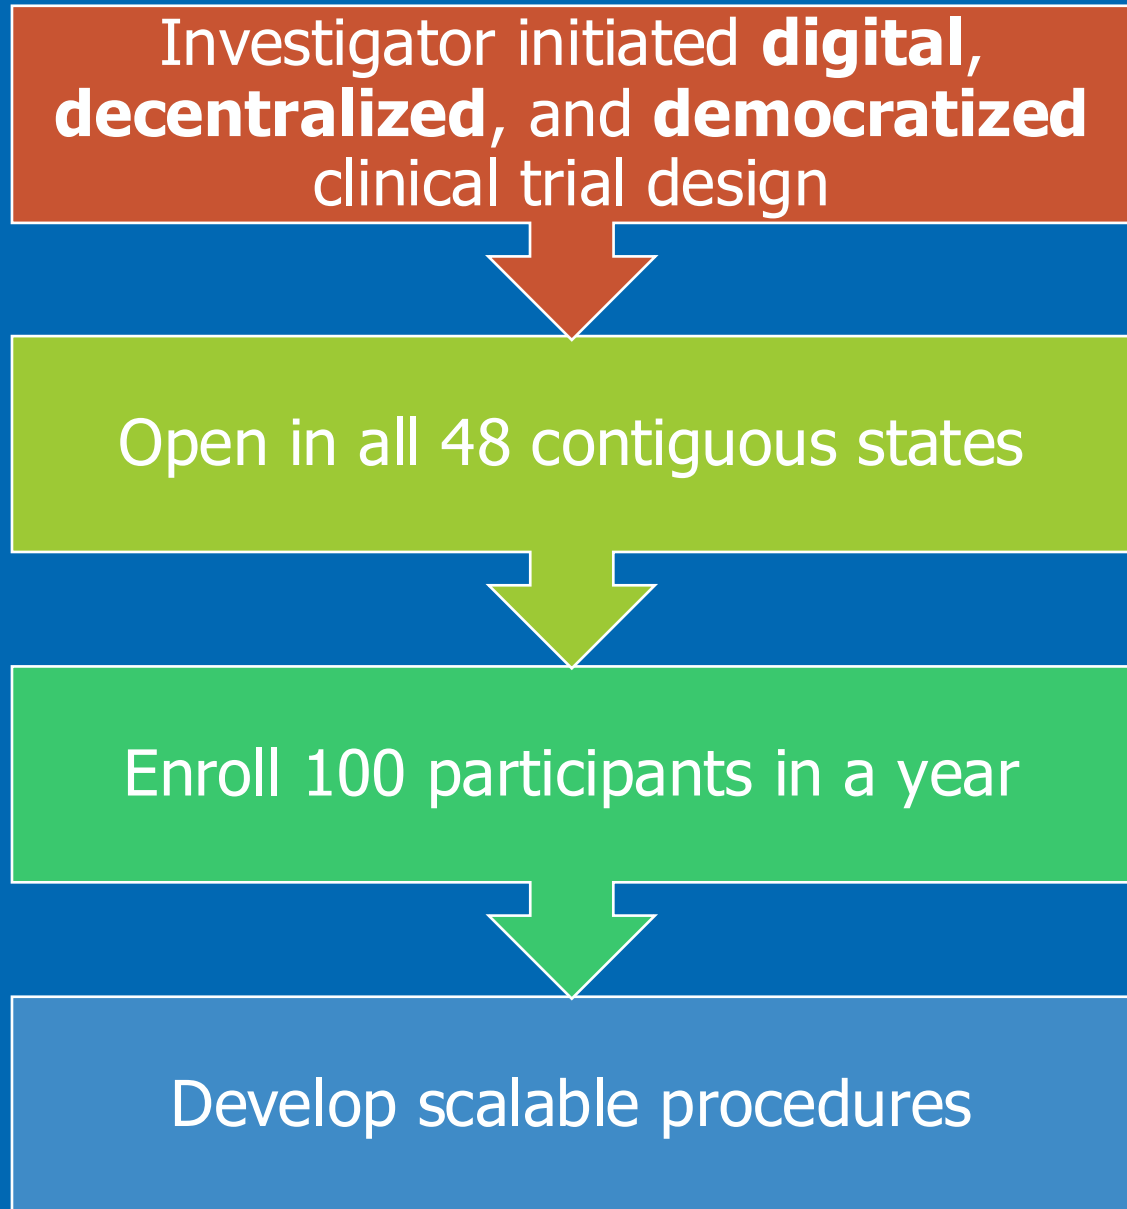 Investigator initiated digital,
decentralized, and democratized
clinical trial design
Open in all 48 contiguous states
Enroll 100 participants in a year
Develop scalable procedures